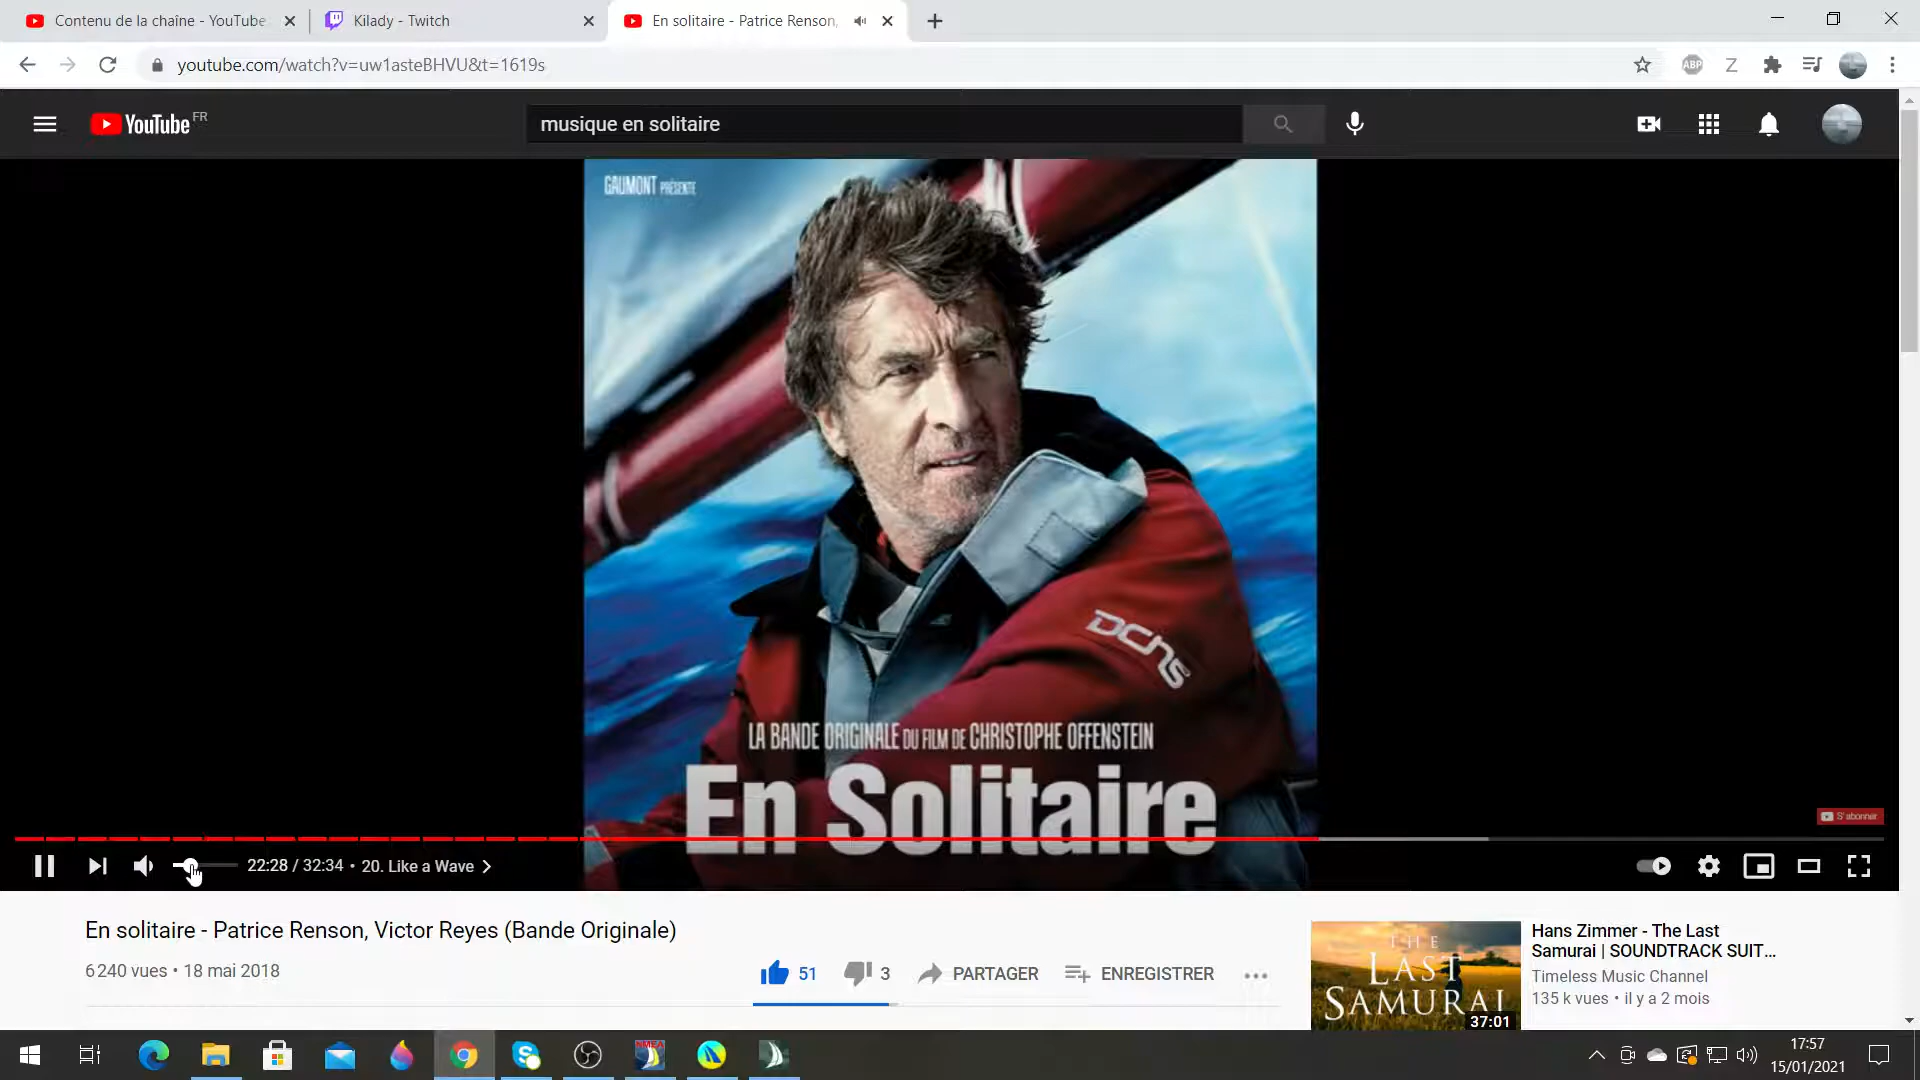 Contenu de la chaîne - YouTube
Kilady - Twitch
En solitaire - Patrice Renson,
youtube.com/watch?v=uw1asteBHVU&t=1619s
ABP
Z
YouTube FR
musique en solitaire
GAUMONT PRÉSENTE
DCNS
LA BANDE ORIGINALE DU FILM DE CHRISTOPHE OFFENSTEIN
En Solitaire
S'abonner
22:28 / 32:34 • 20. Like a Wave
En solitaire - Patrice Renson, Victor Reyes (Bande Originale)
6 240 vues • 18 mai 2018
51
3
PARTAGER
ENREGISTRER
THE
LAST
SAMURAI
37:01
Hans Zimmer - The Last
Samurai | SOUNDTRACK SUIT...
Timeless Music Channel
135 k vues • il y a 2 mois
NMEA
17:57
15/01/2021